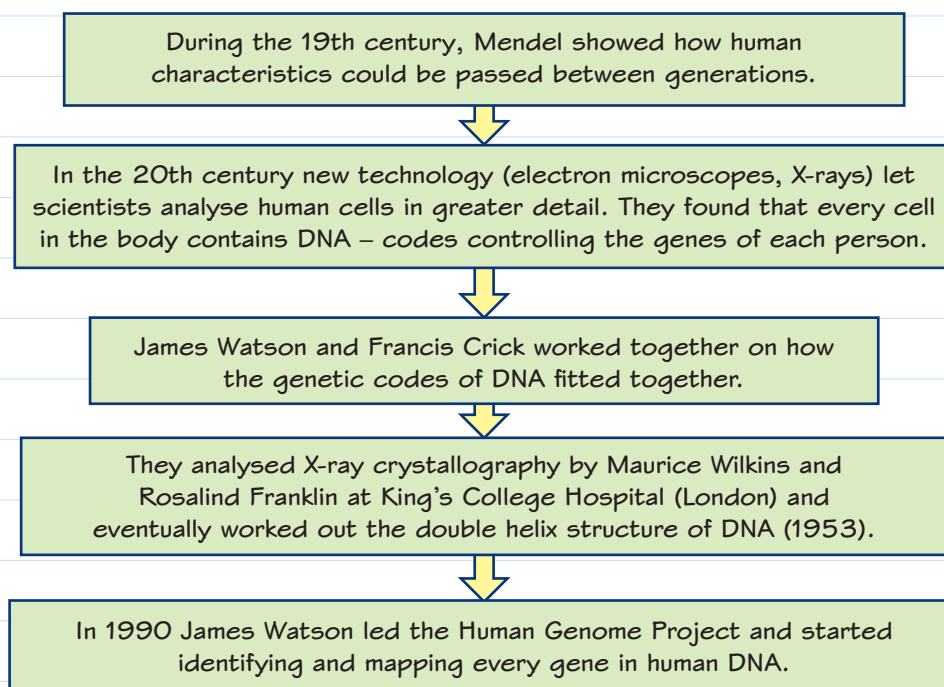 During the 19th century, Mendel showed how human
characteristics could be passed between generations.
In the 20th century new technology (electron microscopes, X-rays) let
scientists analyse human cells in greater detail. They found that every cell
in the body contains DNA – codes controlling the genes of each person.
James Watson and Francis Crick worked together on how
the genetic codes of DNA fitted together.
They analysed X-ray crystallography by Maurice Wilkins and
Rosalind Franklin at King's College Hospital (London) and
eventually worked out the double helix structure of DNA (1953).
In 1990 James Watson led the Human Genome Project and started
identifying and mapping every gene in human DNA.